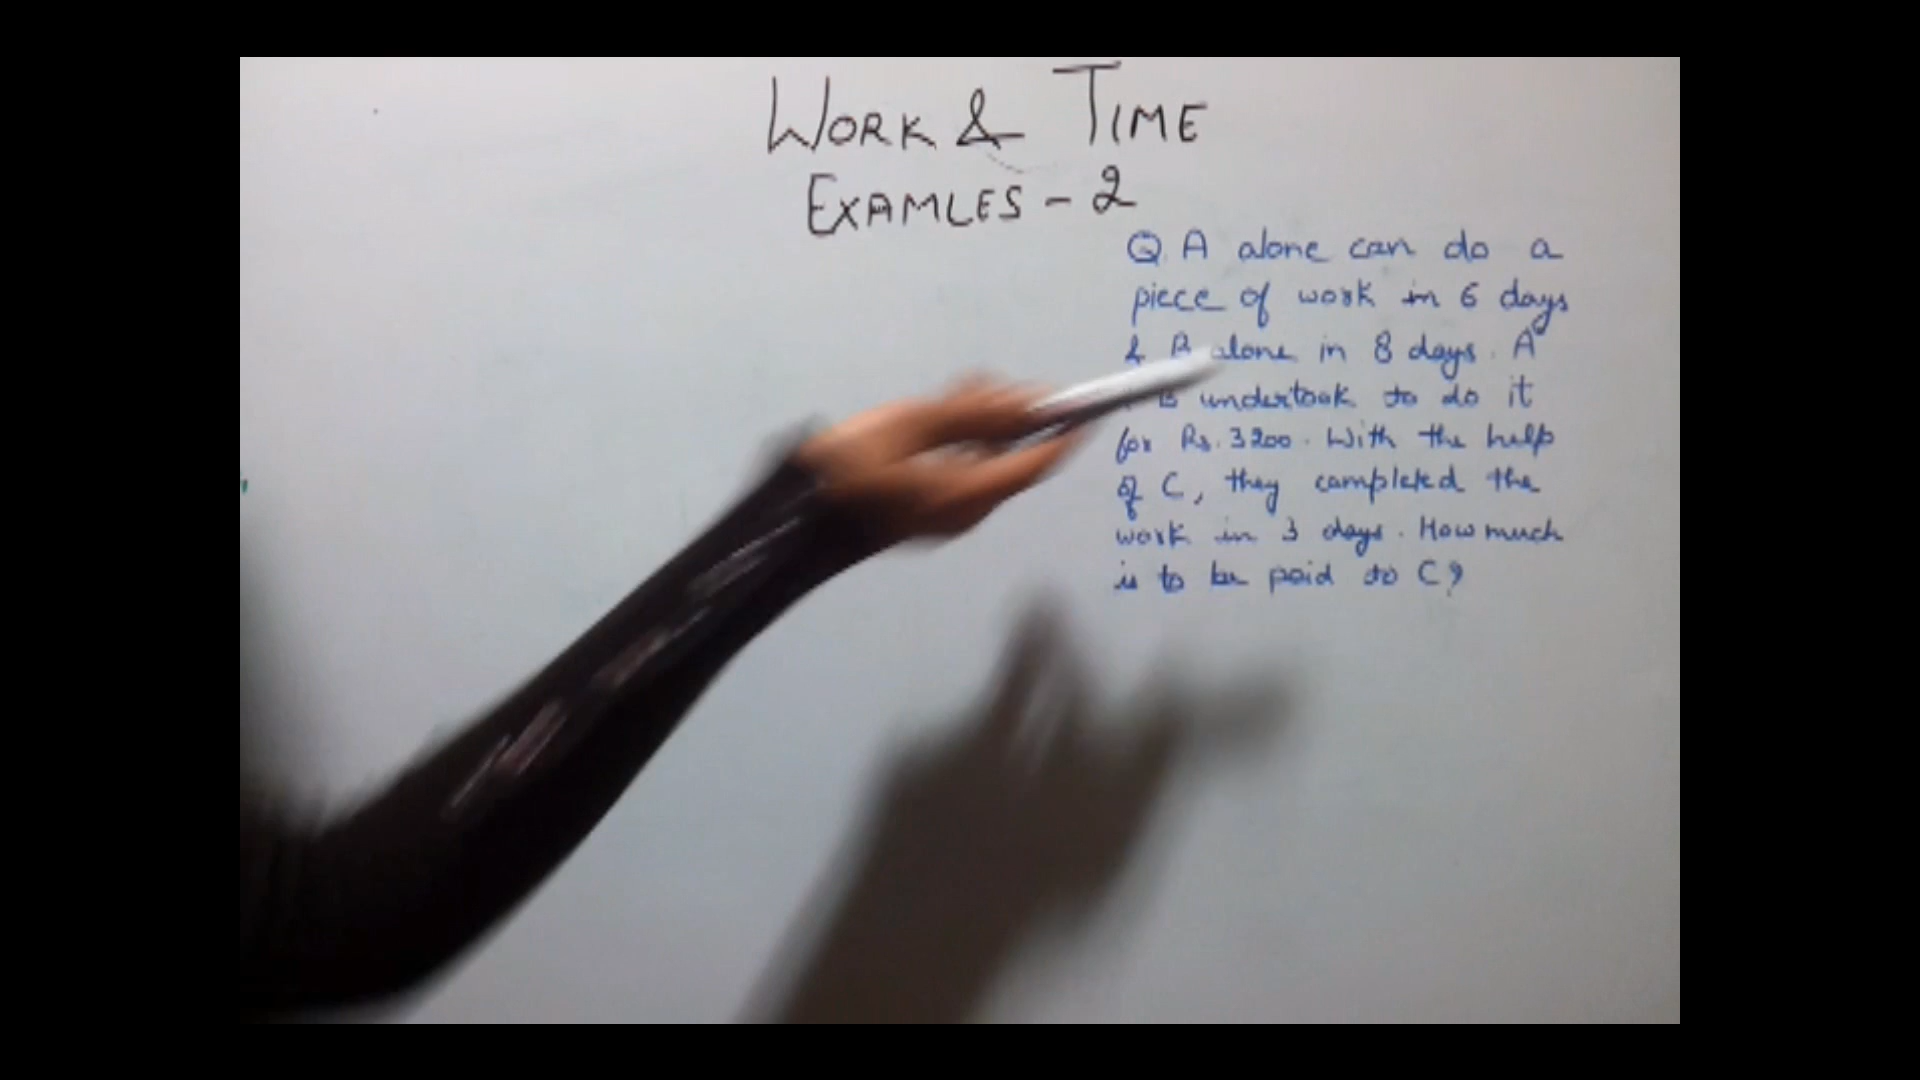 WORK & TIME
EXAMLES - 2
Q. A alone can do a
piece of work in 6 days
& B alone in 8 days. A
B undertook to do it
for Rs. 3200. With the help
of C, they completed the
work in 3 days. How much
is to be paid to C?